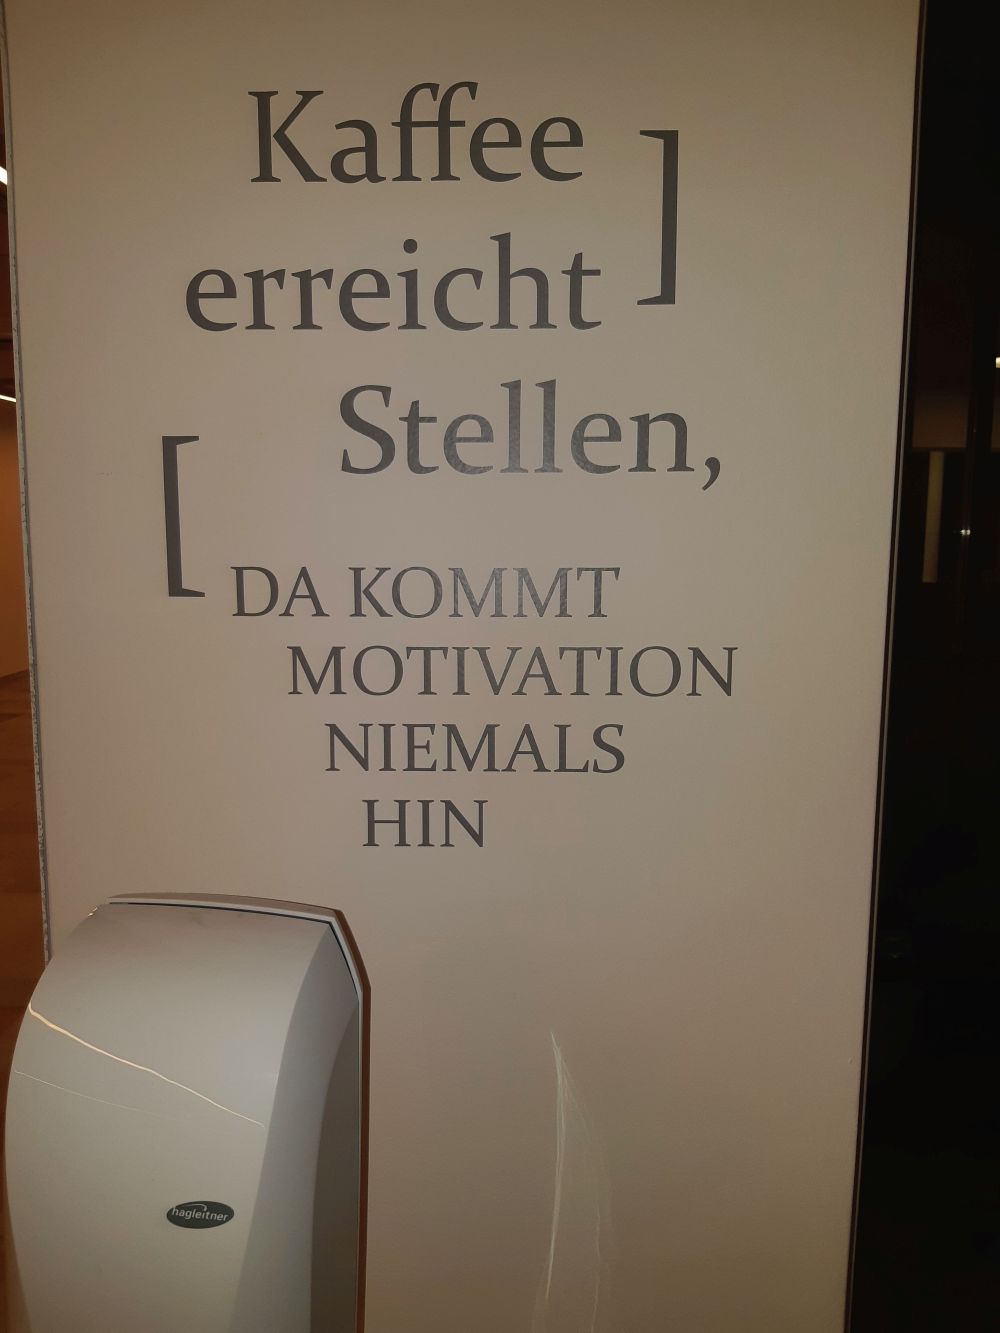 Kaffee ]
erreicht
Stellen,
[
DA KOMMT
MOTIVATION
NIEMALS
HIN
hagleitner